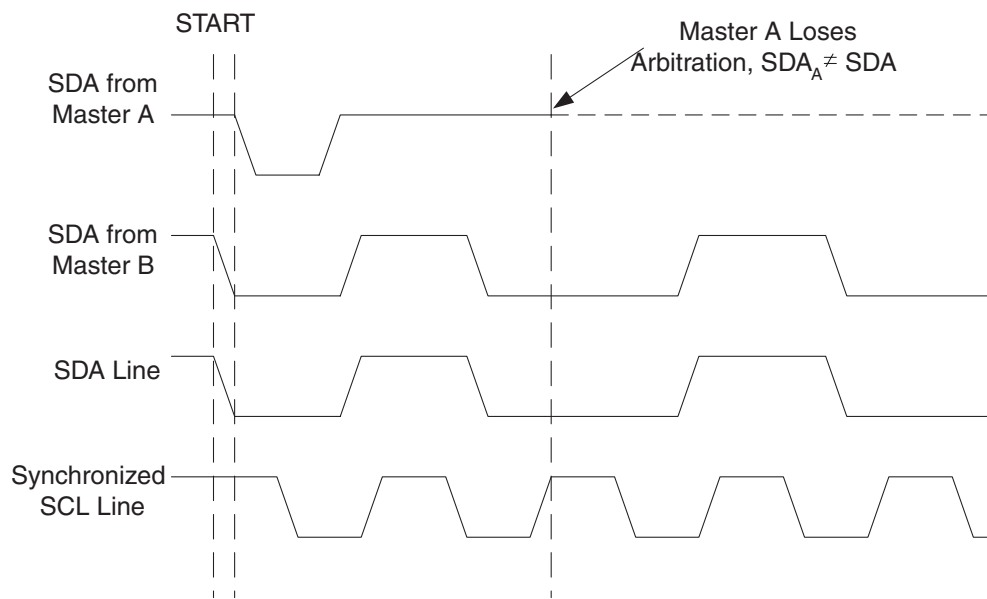 START
Master A Loses
Arbitration, SDA_A ≠ SDA
SDA from
Master A
SDA from
Master B
SDA Line
Synchronized
SCL Line